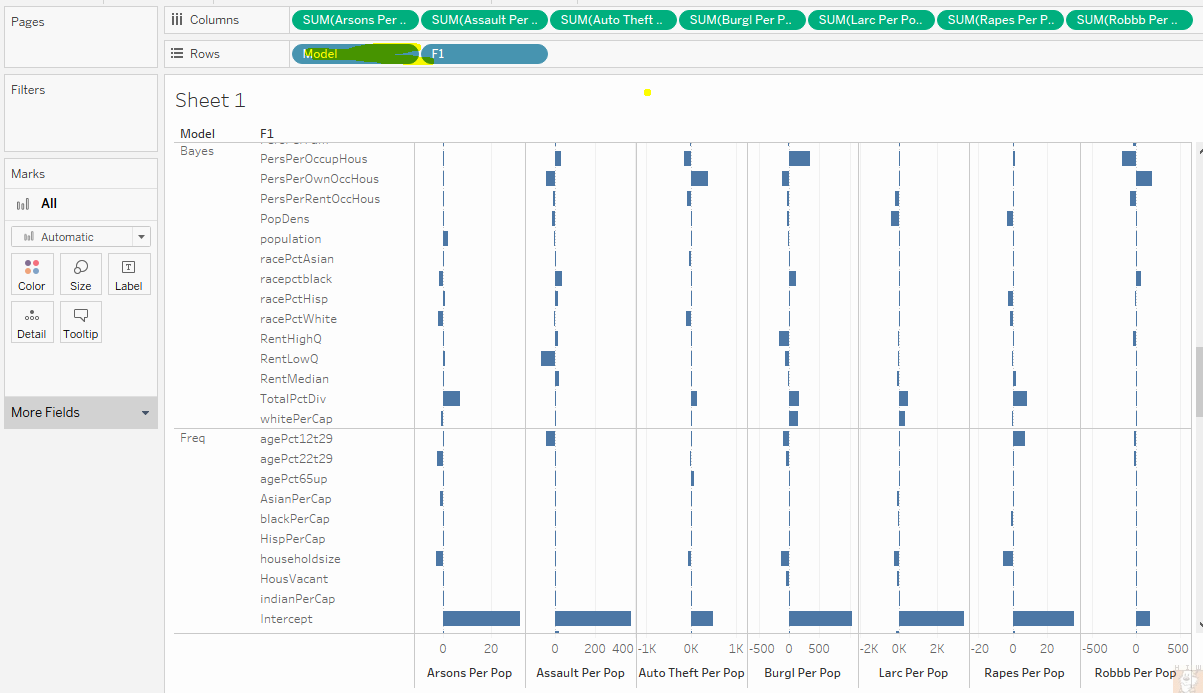 Pages
Columns
SUM(Arsons Per ..
SUM(Assault Per ..
SUM(Auto Theft ..
SUM(Burgl Per P..
SUM(Larc Per Po..
SUM(Rapes Per P..
SUM(Robbb Per ..
Rows
Model
F1
Filters
Marks
All
Automatic
Color
Size
Label
Detail
Tooltip
More Fields
Sheet 1
Model F1
Bayes
PersPerOccupHous
PersPerOwnOccHous
PersPerRentOccHous
PopDens
population
racePctAsian
racepctblack
racePctHisp
racePctWhite
RentHighQ
RentLowQ
RentMedian
TotalPctDiv
whitePerCap
Freq
agePct12t29
agePct22t29
agePct65up
AsianPerCap
blackPerCap
HispPerCap
householdsize
HousVacant
indianPerCap
Intercept
0 20
0 200 400
-1K 0K 1K
-500 0 500
-2K 0K 2K
-20 0 20
-500 0 500
Arsons Per Pop
Assault Per Pop
Auto Theft Per Pop
Burgl Per Pop
Larc Per Pop
Rapes Per Pop
Robbb Per Pop